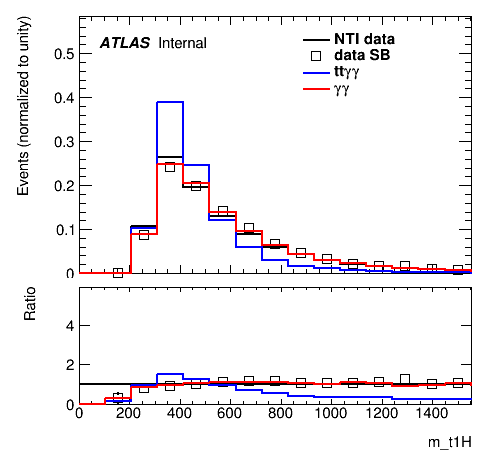 ATLAS Internal
NTI data
data SB
ttγγ
γγ
Events (normalized to unity)
0.5
0.4
0.3
0.2
0.1
0
Ratio
4
2
0
0 200 400 600 800 1000 1200 1400
m_t1H